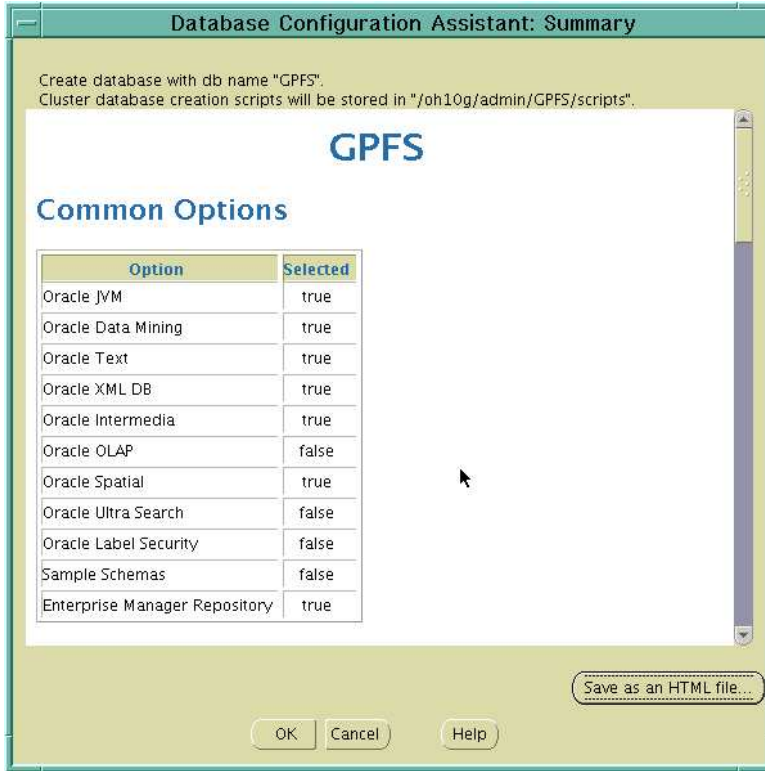 Database Configuration Assistant: Summary
Create database with db name "GPFS".
Cluster database creation scripts will be stored in "/oh10g/admin/GPFS/scripts".
GPFS
Common Options
Option Selected
Oracle JVM true
Oracle Data Mining true
Oracle Text true
Oracle XML DB true
Oracle Intermedia true
Oracle OLAP false
Oracle Spatial true
Oracle Ultra Search false
Oracle Label Security false
Sample Schemas false
Enterprise Manager Repository true
Save as an HTML file...
OK Cancel Help